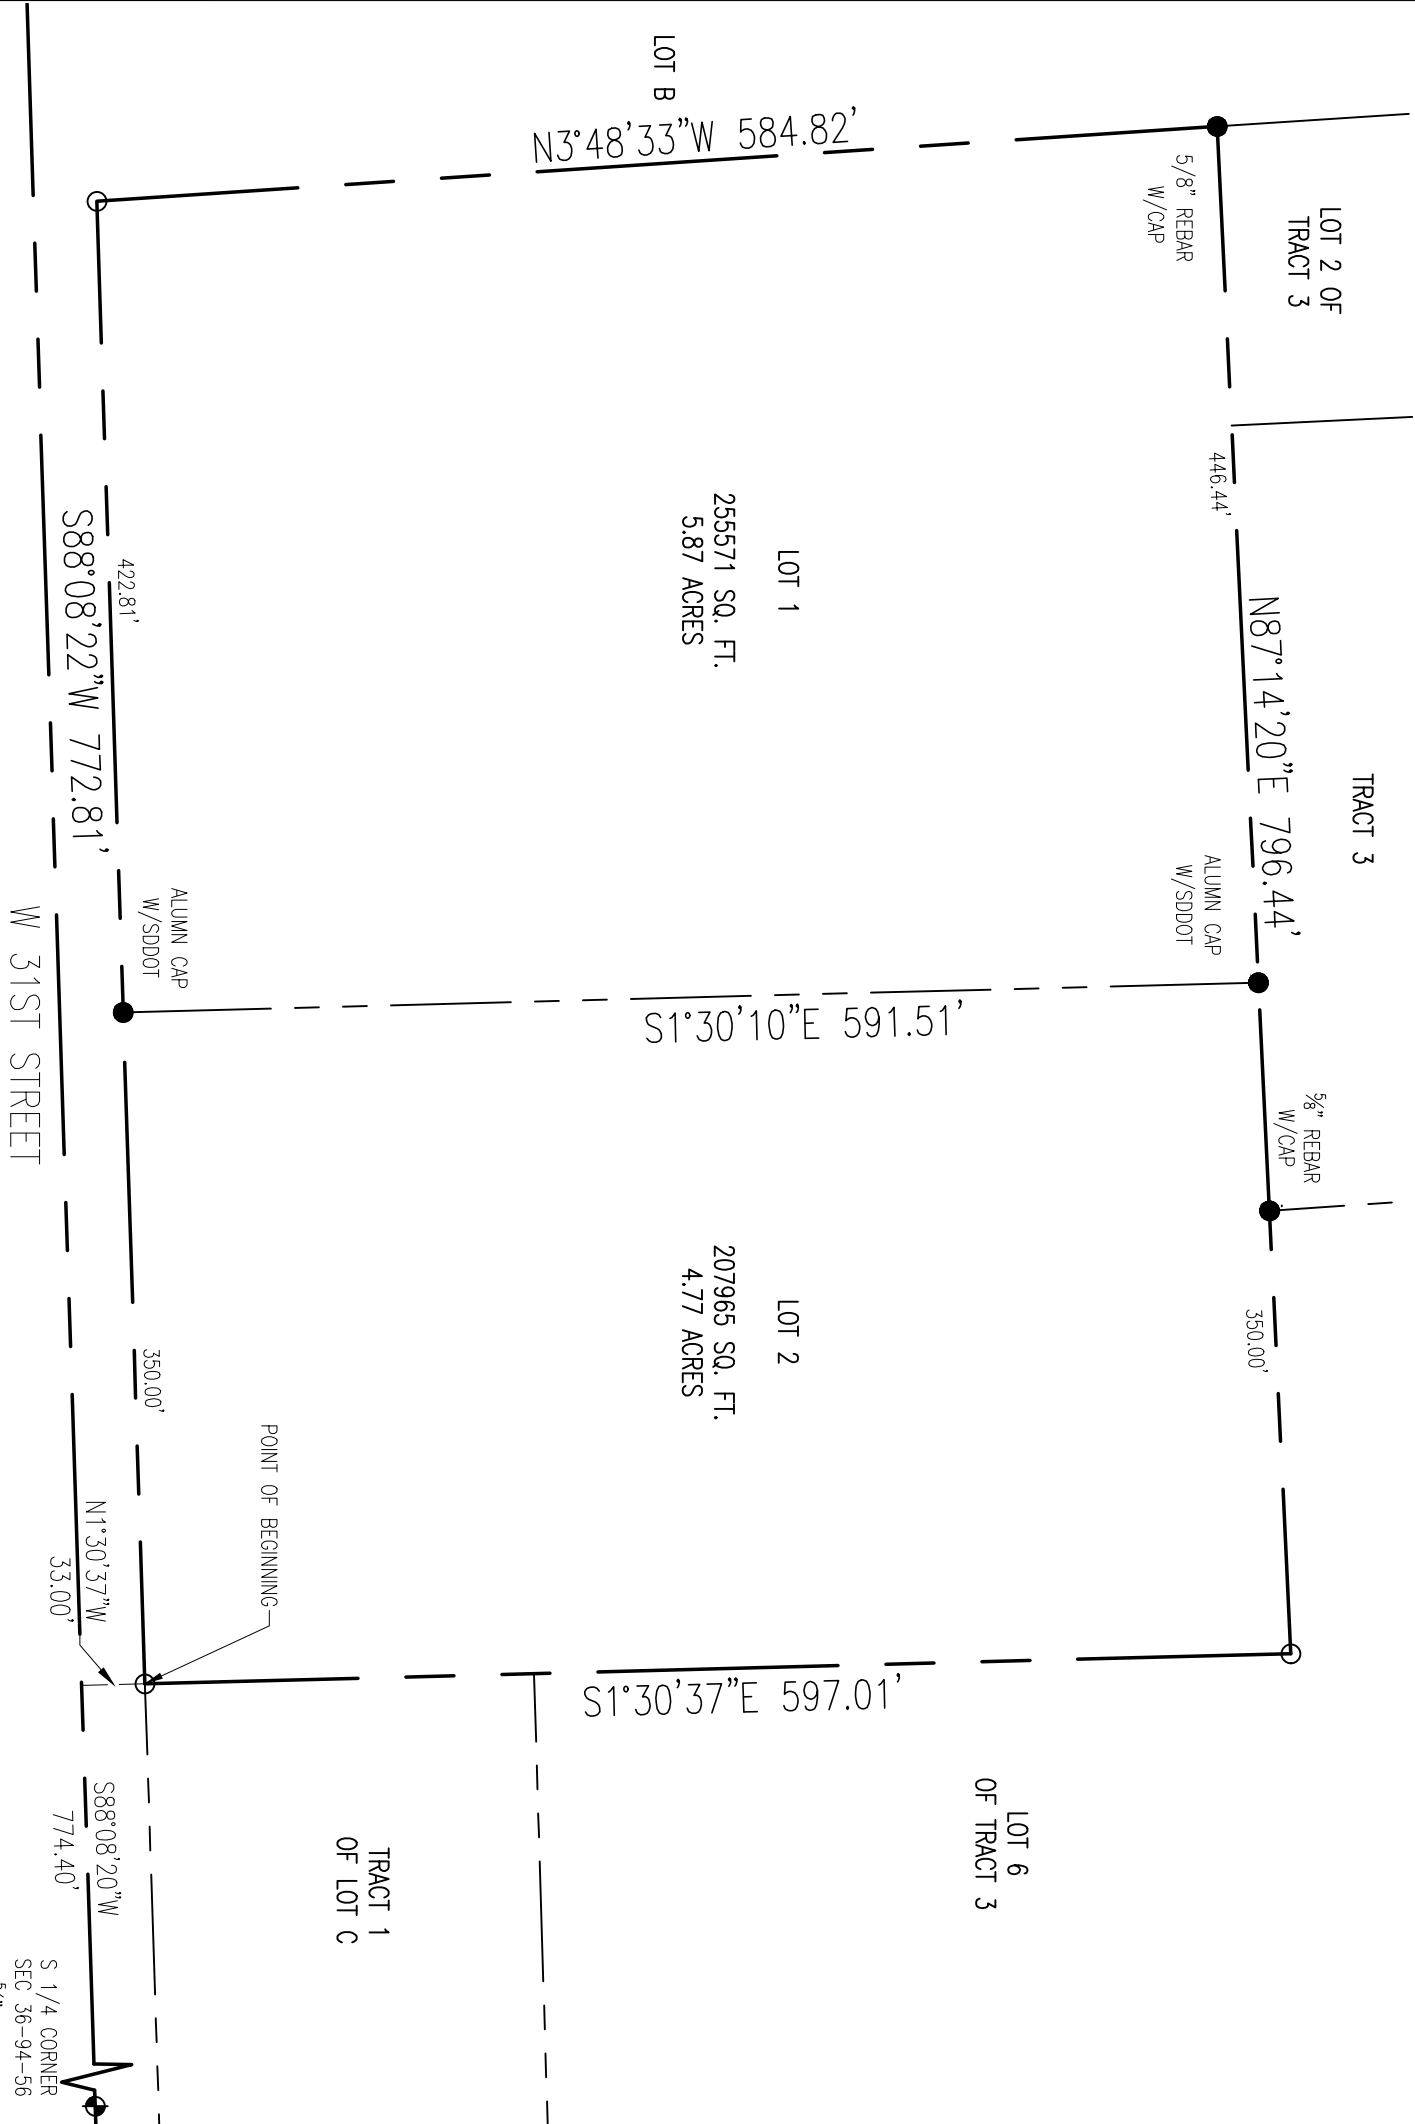 LOT 2 OF
TRACT 3
TRACT 3
5/8" REBAR
W/CAP
446.44'
N87°14'20"E 796.44'
ALUMN CAP
W/SDDOT
5/8" REBAR
W/CAP
350.00'
LOT B
N3°48'33"W 584.82'
LOT 1
255571 SQ. FT.
5.87 ACRES
S1°30'10"E 591.51'
LOT 2
207965 SQ. FT.
4.77 ACRES
S1°30'37"E 597.01'
LOT 6
OF TRACT 3
TRACT 1
OF LOT C
POINT OF BEGINNING
ALUMN CAP
W/SDDOT
422.81'
350.00'
S88°08'22"W 772.81'
N1°30'37"W
33.00'
S88°08'20"W
774.40'
W 31ST STREET
S 1/4 CORNER
SEC 36-94-56